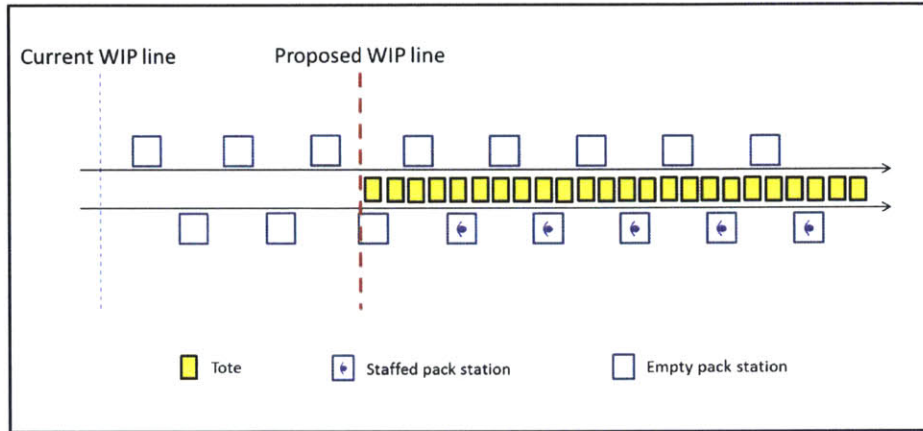 Current WIP line
Proposed WIP line
Tote
Staffed pack station
Empty pack station